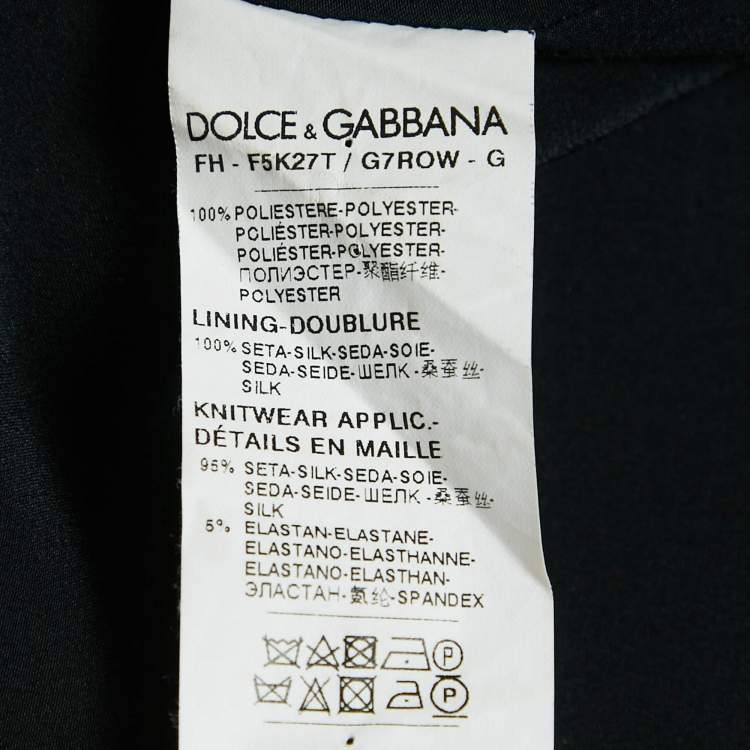 DOLCE & GABBANA
FH - F5K27T / G7ROW - G
100% POLIESTERE-POLYESTER-
POLIÉSTER-POLYESTER-
POLIÉSTER-POLYESTER-
ПОЛИЭСТЕР-聚酯纤维-
POLYESTER
LINING-DOUBLURE
100% SETA-SILK-SEDA-SOIE-
SEDA-SEIDE-ШЕЛК-桑蚕丝-
SILK
KNITWEAR APPLIC.-
DÉTAILS EN MAILLE
95% SETA-SILK-SEDA-SOIE-
SEDA-SEIDE-ШЕЛК-桑蚕丝-
SILK
5% ELASTAN-ELASTANE-
ELASTANO-ELASTHANNE-
ELASTANO-ELASTHAN-
ЭЛАСТАН-氨纶-SPANDEX
P
P